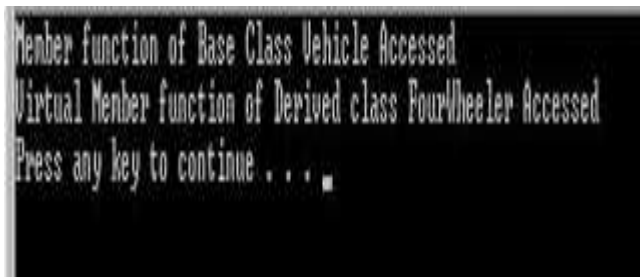 Member function of Base Class Vehicle Accessed
Virtual Member function of Derived class FourWheeler Accessed
Press any key to continue . . .